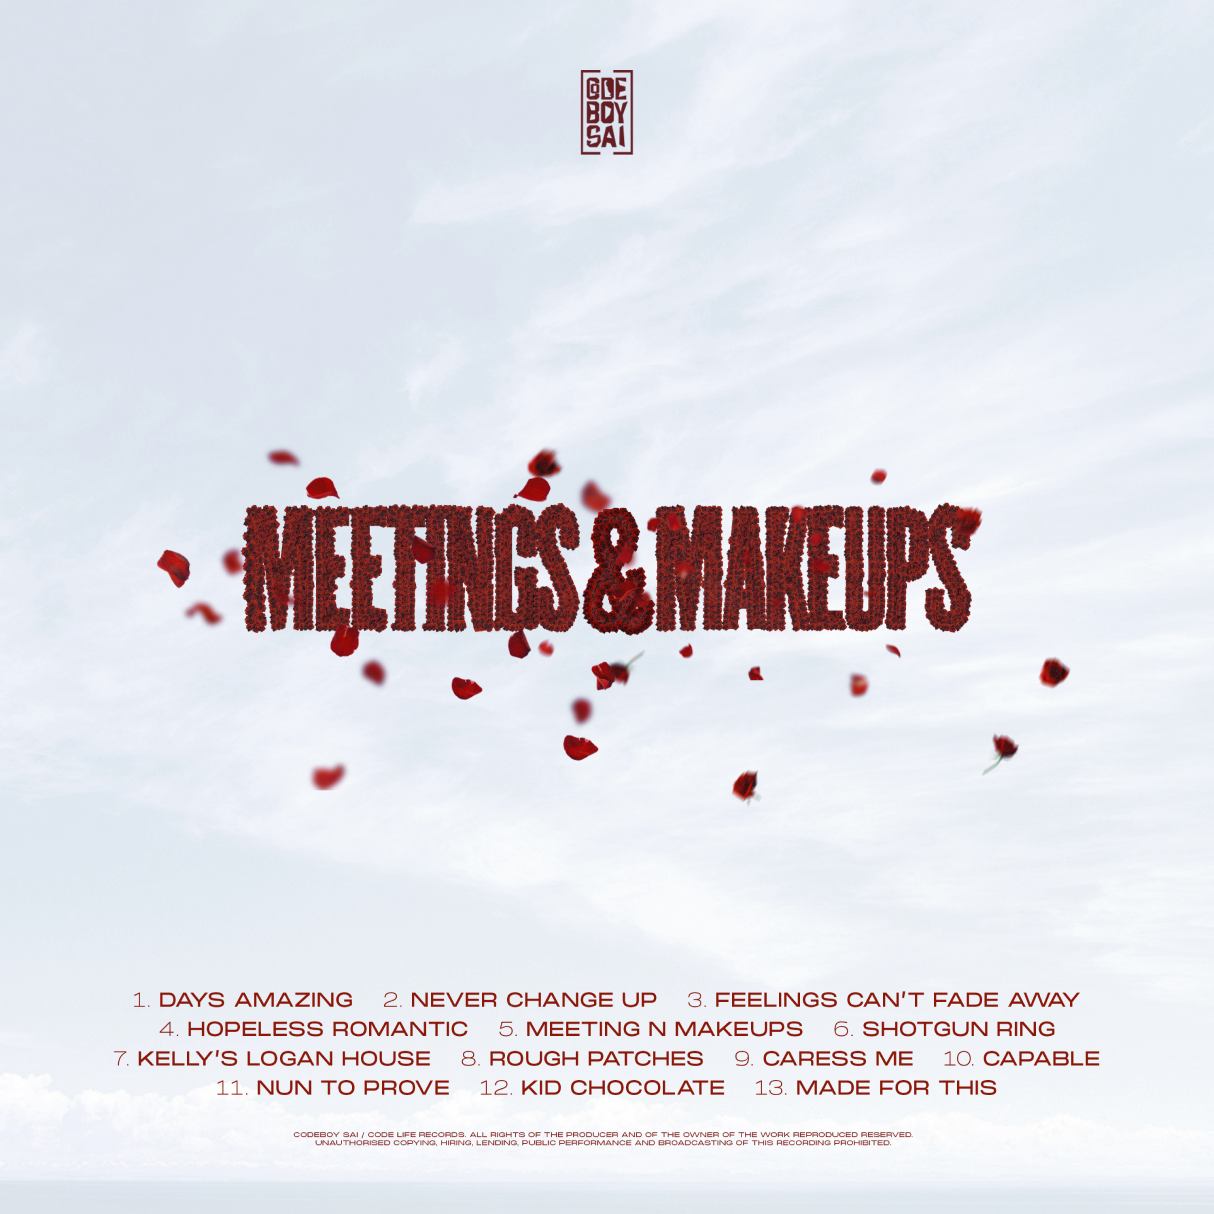 CODE
BOY
SAI
MEETINGS & MAKEUPS
1. DAYS AMAZING 2. NEVER CHANGE UP 3. FEELINGS CAN'T FADE AWAY
4. HOPELESS ROMANTIC 5. MEETING N MAKEUPS 6. SHOTGUN RING
7. KELLY'S LOGAN HOUSE 8. ROUGH PATCHES 9. CARESS ME 10. CAPABLE
11. NUN TO PROVE 12. KID CHOCOLATE 13. MADE FOR THIS
CODEBOY SAI / CODE LIFE RECORDS. ALL RIGHTS OF THE PRODUCER AND OF THE OWNER OF THE WORK REPRODUCED RESERVED.
UNAUTHORISED COPYING, HIRING, LENDING, PUBLIC PERFORMANCE AND BROADCASTING OF THIS RECORDING PROHIBITED.